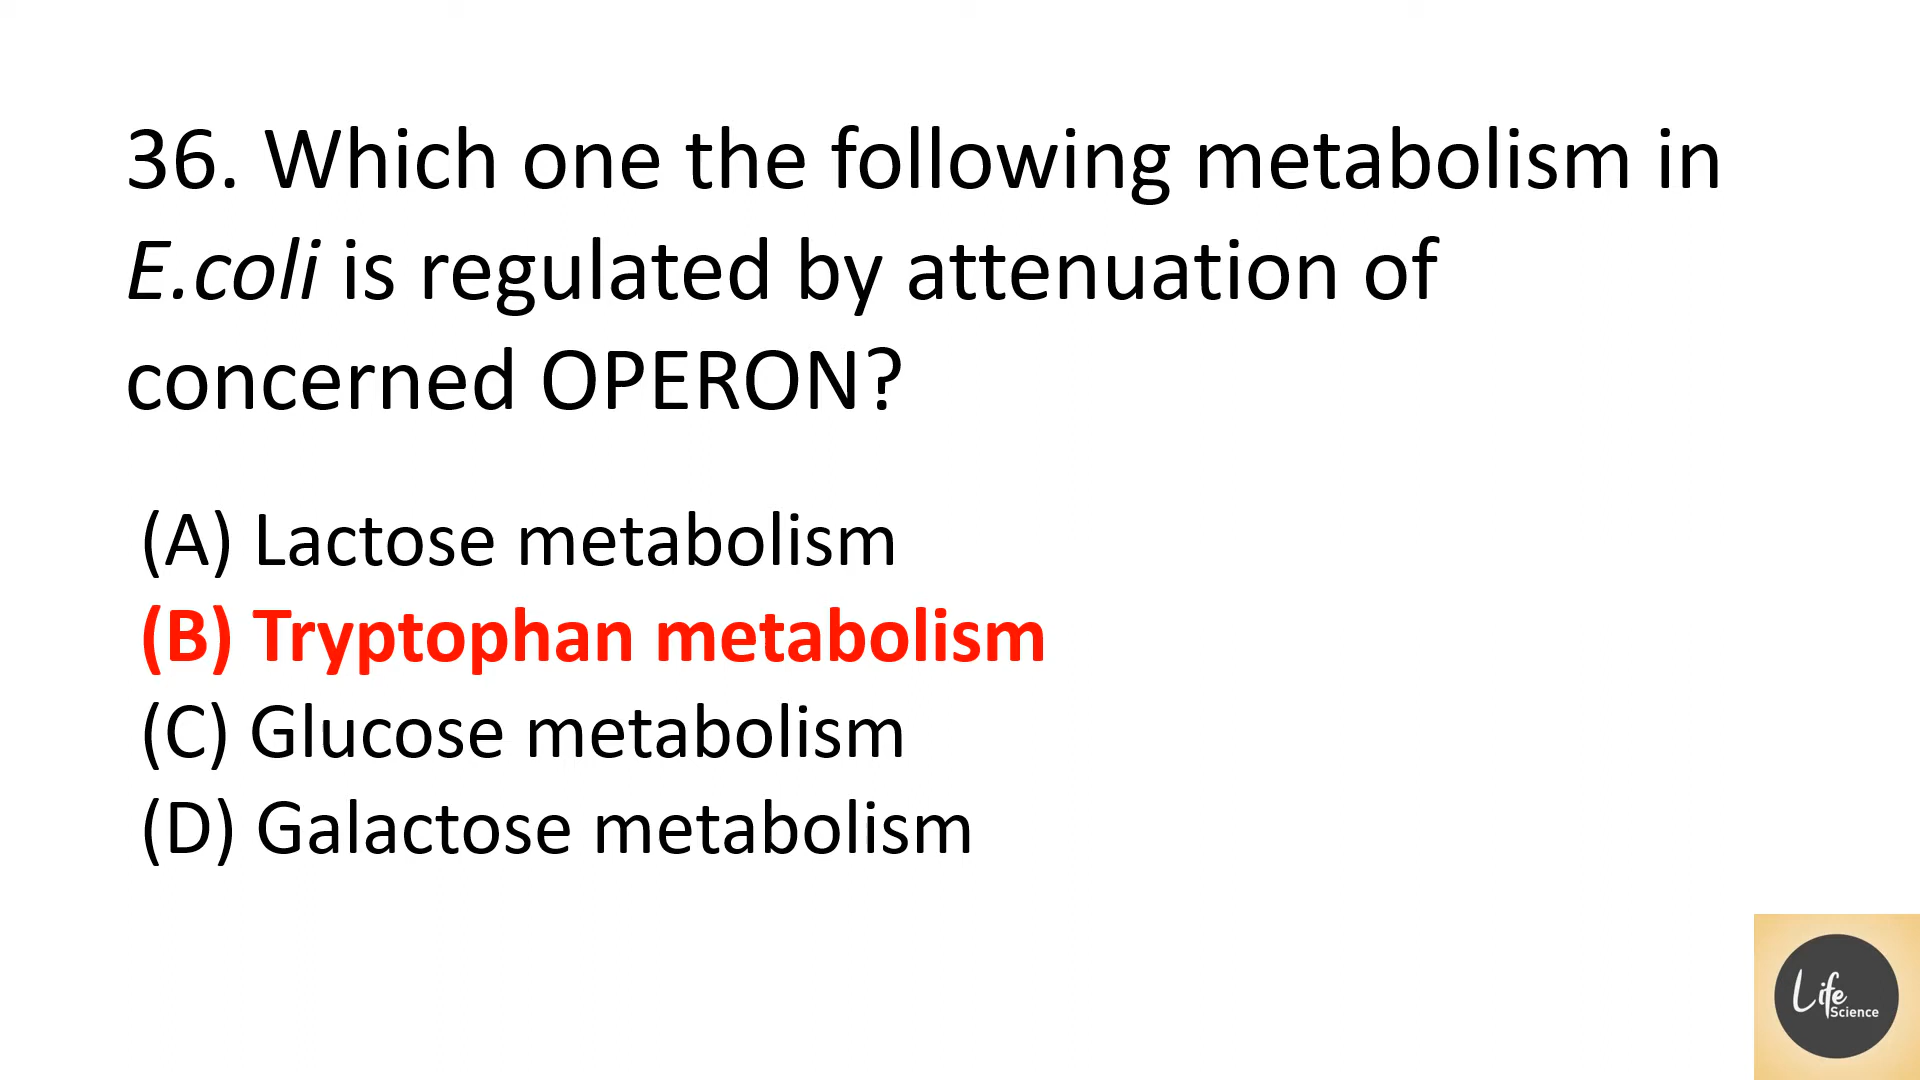 36. Which one the following metabolism in
E.coli is regulated by attenuation of
concerned OPERON?
(A) Lactose metabolism
(B) Tryptophan metabolism
(C) Glucose metabolism
(D) Galactose metabolism
Life
Science